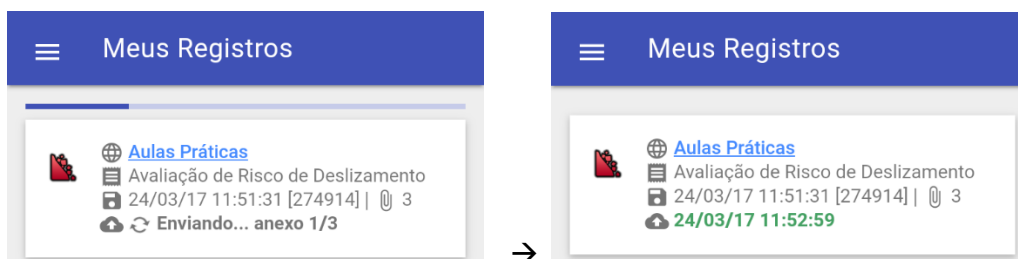 Meus Registros
Aulas Práticas
Avaliação de Risco de Deslizamento
24/03/17 11:51:31 [274914] | 3
Enviando... anexo 1/3
→
Meus Registros
Aulas Práticas
Avaliação de Risco de Deslizamento
24/03/17 11:51:31 [274914] | 3
24/03/17 11:52:59